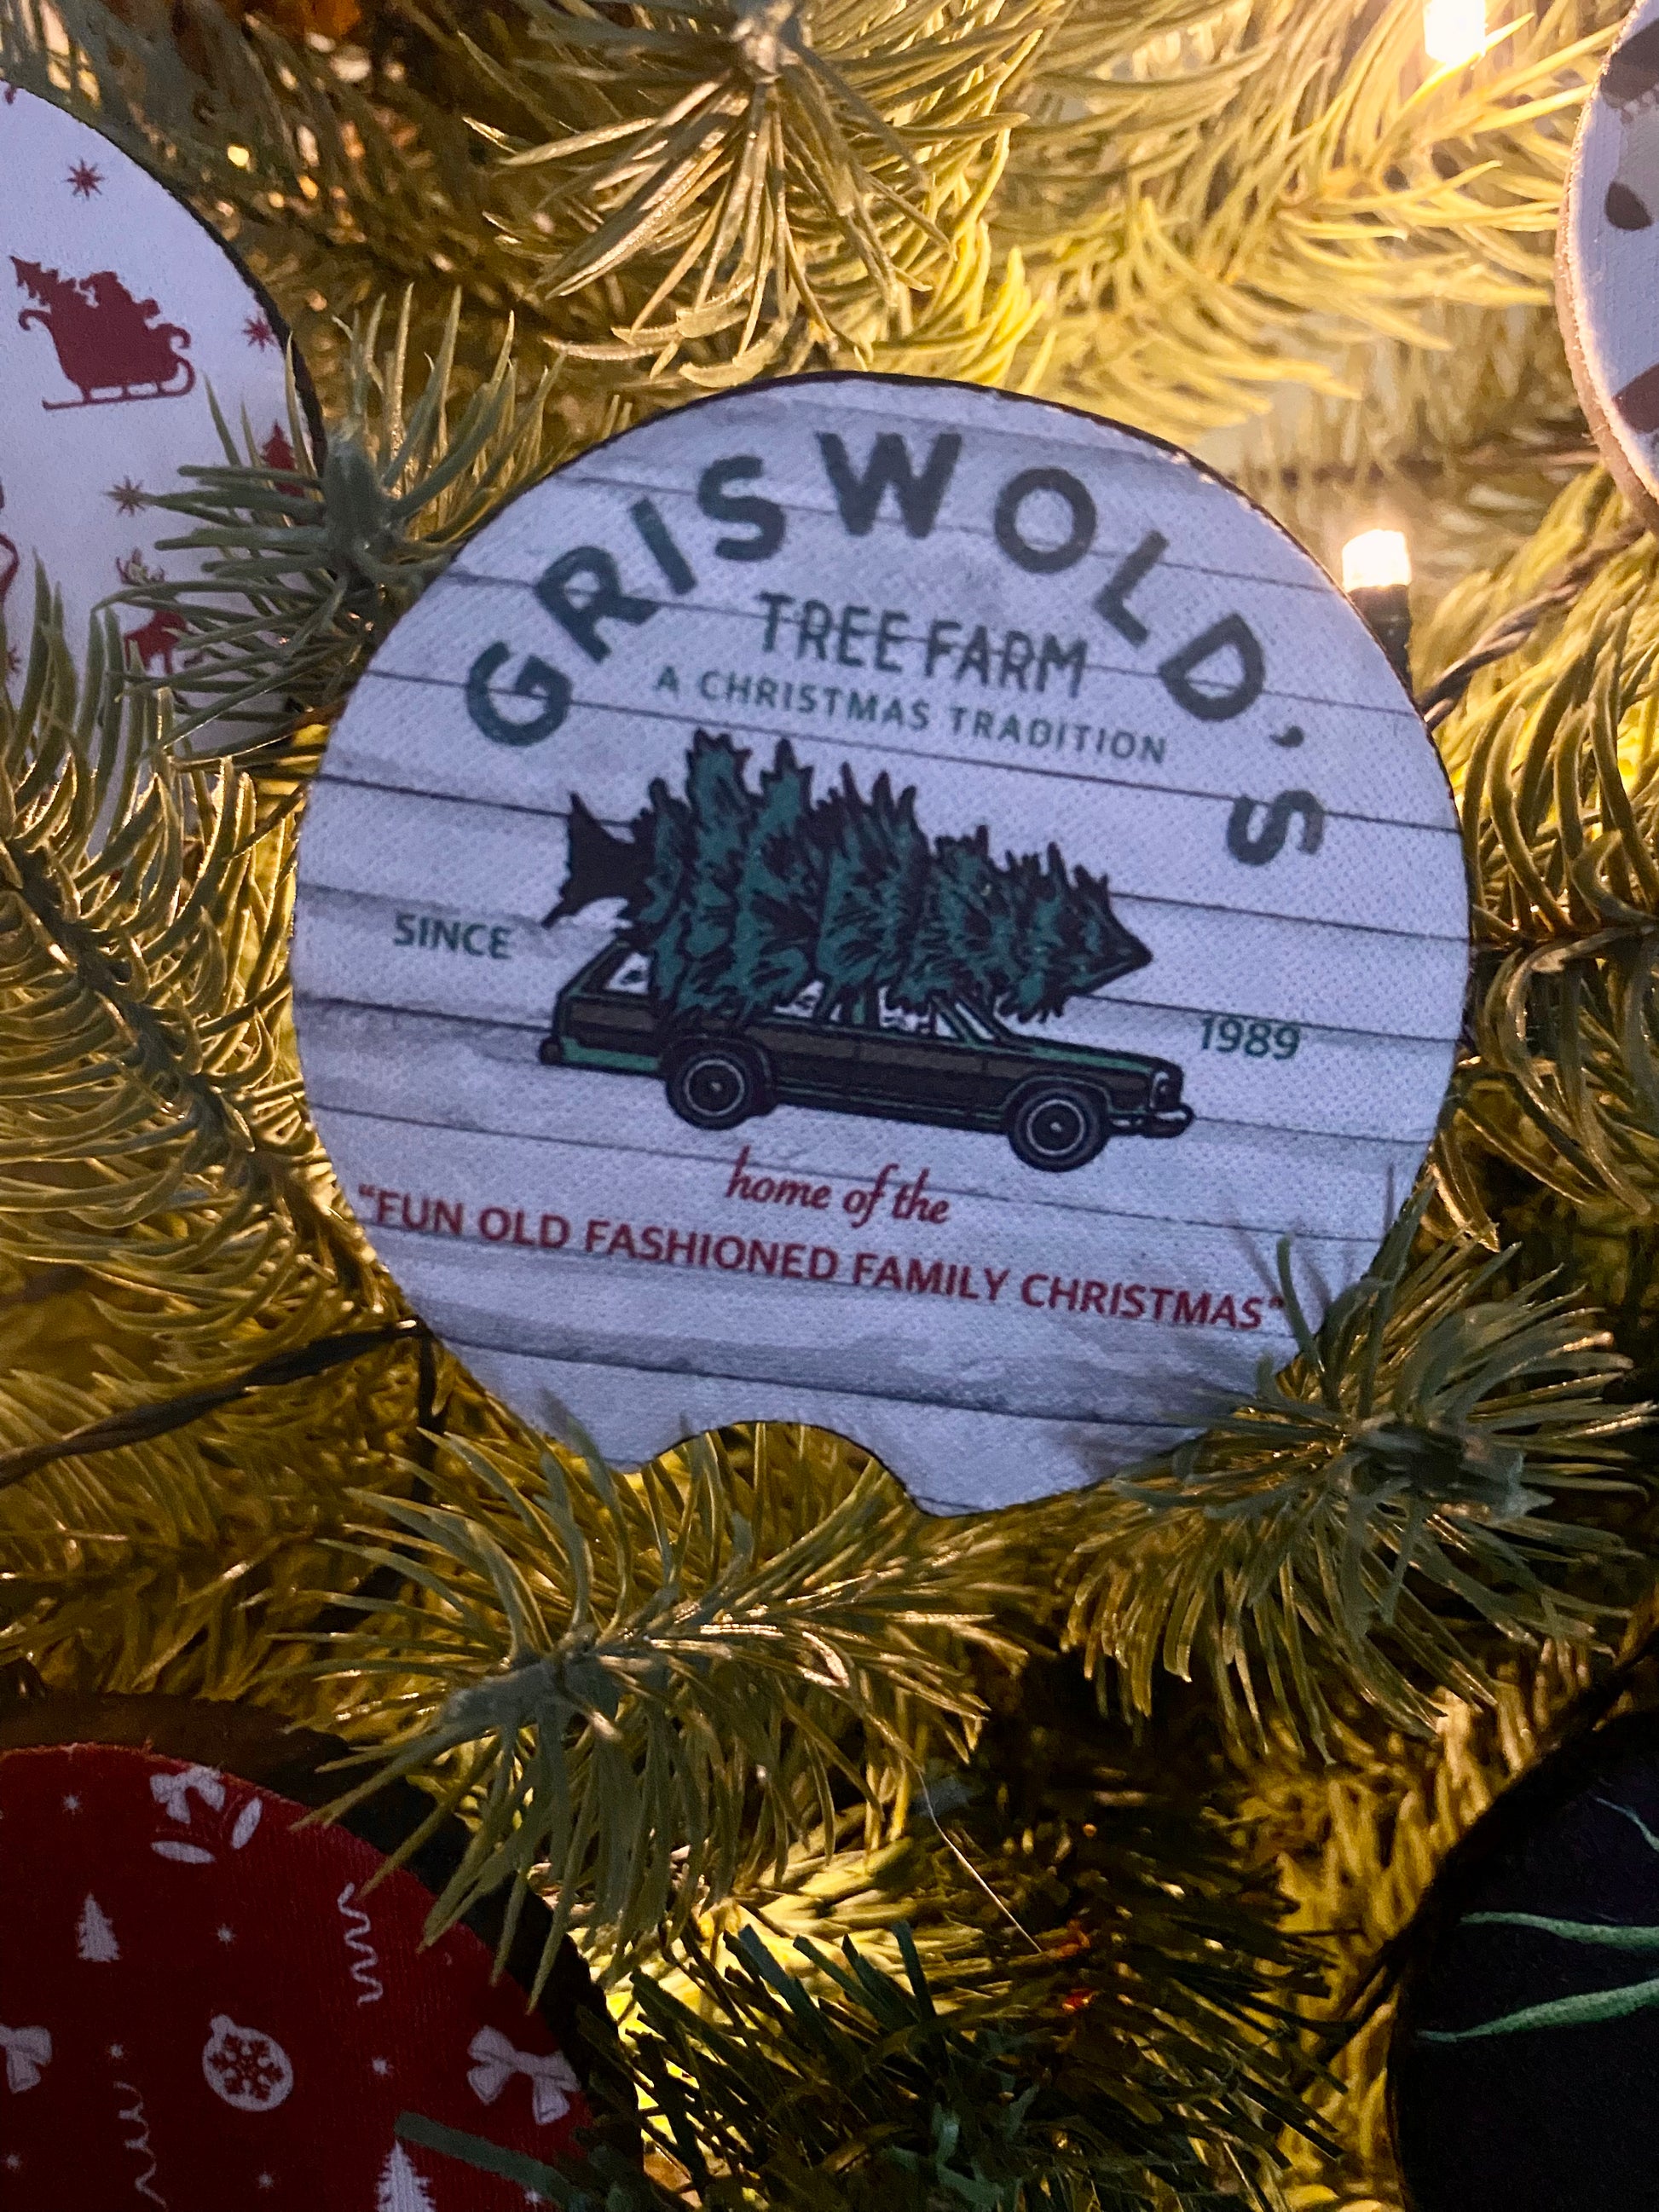 GRISWOLD'S
TREE FARM
A CHRISTMAS TRADITION
SINCE 1989
home of the
"FUN OLD FASHIONED FAMILY CHRISTMAS"